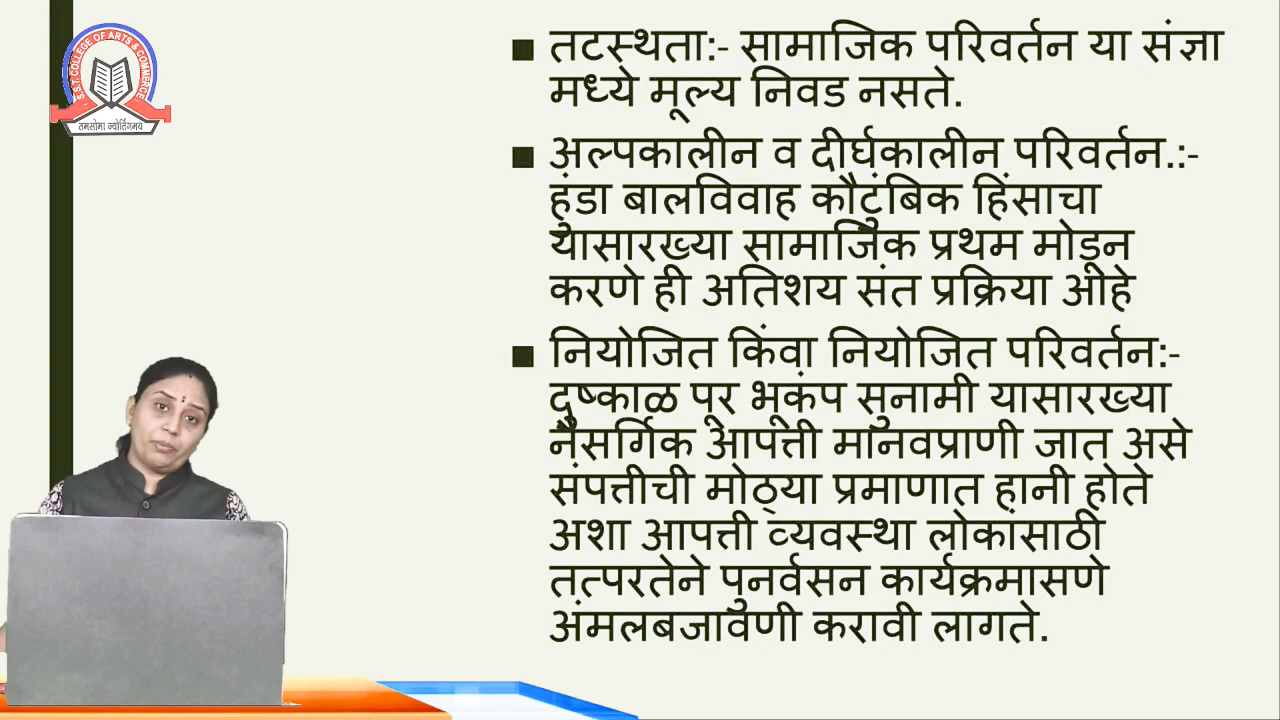 S.S.T. COLLEGE OF ARTS & COMMERCE
तमसोमा ज्योर्तिगमय
तटस्थता:- सामाजिक परिवर्तन या संज्ञा
मध्ये मूल्य निवड नसते.
अल्पकालीन व दीर्घकालीन परिवर्तन.:-
हुंडा बालविवाह कौटुंबिक हिंसाचा
यासारख्या सामाजिक प्रथम मोडून
करणे ही अतिशय संत प्रक्रिया आहे
नियोजित किंवा नियोजित परिवर्तन:-
दुष्काळ पूर भूकंप सुनामी यासारख्या
नैसर्गिक आपत्ती मानवप्राणी जात असे
संपत्तीची मोठ्या प्रमाणात हानी होते
अशा आपत्ती व्यवस्था लोकांसाठी
तत्परतेने पुनर्वसन कार्यक्रमासणे
अंमलबजावणी करावी लागते.